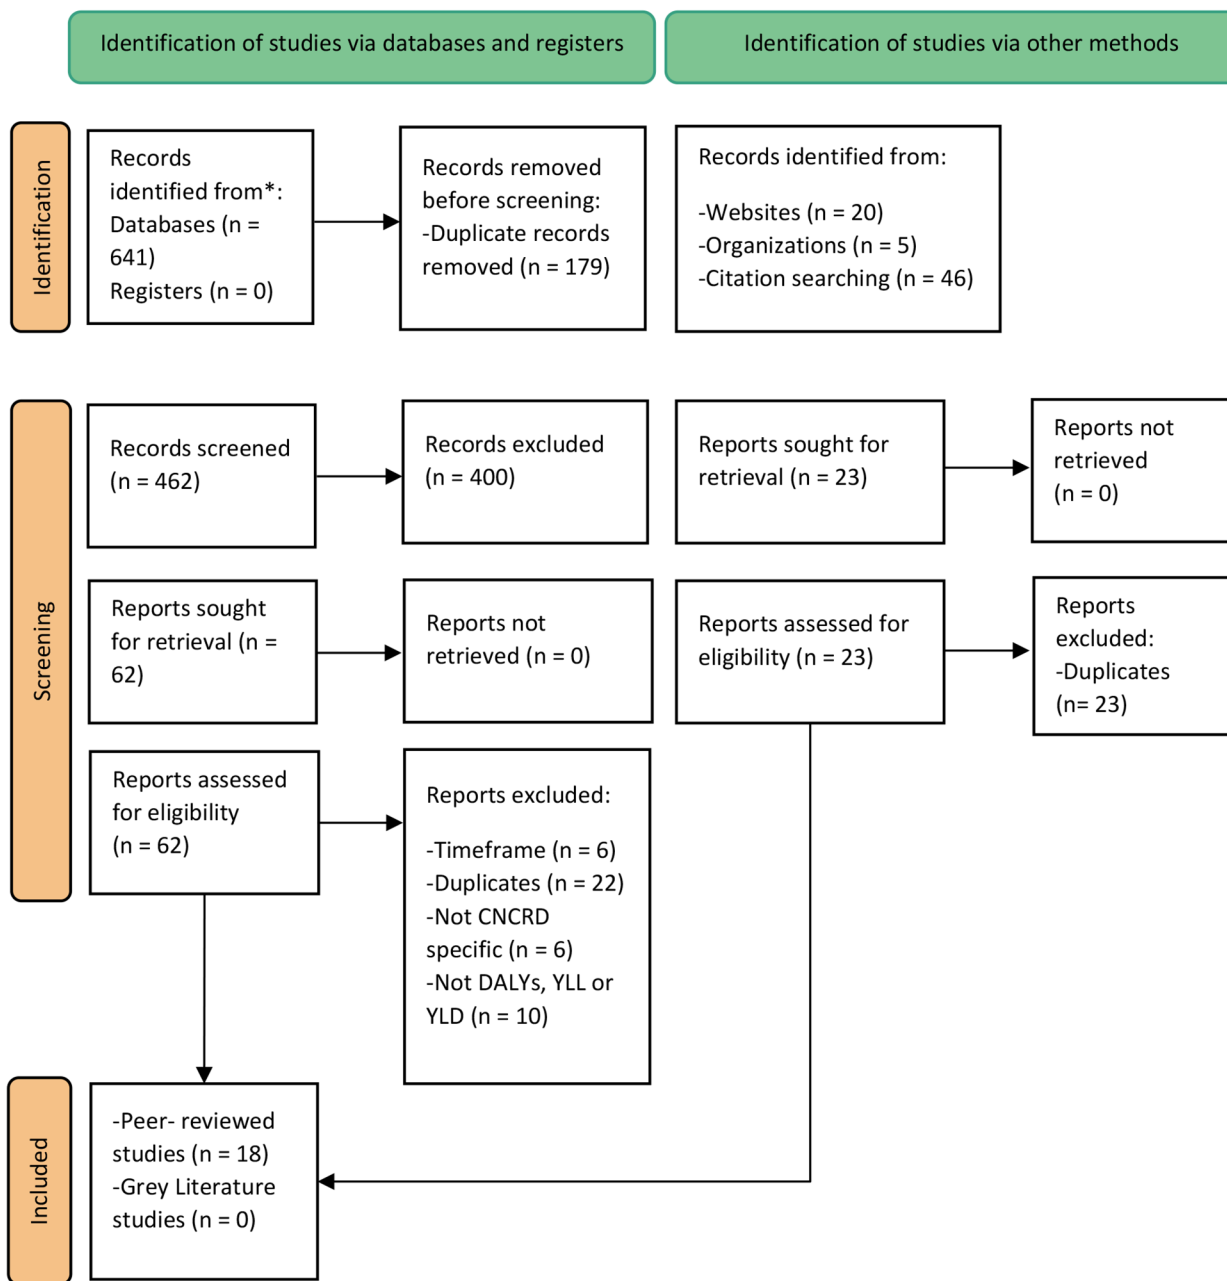 Identification of studies via databases and registers
Identification of studies via other methods
Identification
Records
identified from*:
Databases (n =
641)
Registers (n = 0)
Records removed
before screening:
-Duplicate records
removed (n = 179)
Records identified from:
-Websites (n = 20)
-Organizations (n = 5)
-Citation searching (n = 46)
Screening
Records screened
(n = 462)
Records excluded
(n = 400)
Reports sought for
retrieval (n = 23)
Reports not
retrieved
(n = 0)
Reports sought
for retrieval (n =
62)
Reports not
retrieved (n = 0)
Reports assessed for
eligibility (n = 23)
Reports
excluded:
-Duplicates
(n= 23)
Reports assessed
for eligibility
(n = 62)
Reports excluded:
-Timeframe (n = 6)
-Duplicates (n = 22)
-Not CNCRD
specific (n = 6)
-Not DALYs, YLL or
YLD (n = 10)
Included
-Peer- reviewed
studies (n = 18)
-Grey Literature
studies (n = 0)